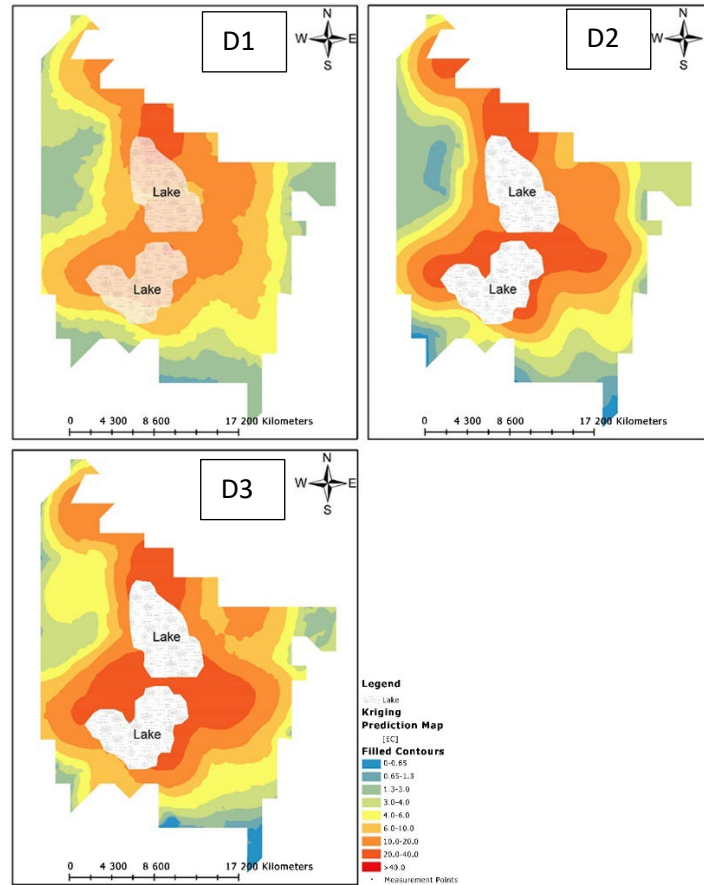 D1
N
W E
S
Lake
Lake
0 4 300 8 600 17 200 Kilometers
D2
N
W E
S
Lake
Lake
0 4 300 8 600 17 200 Kilometers
D3
N
W E
S
Lake
Lake
0 4 300 8 600 17 200 Kilometers
Legend
Lake
Kriging
Prediction Map
[EC]
Filled Contours
0-0.65
0.65-1.3
1.3-3.0
3.0-4.0
4.0-6.0
6.0-10.0
10.0-20.0
20.0-40.0
>40.0
Measurement Points